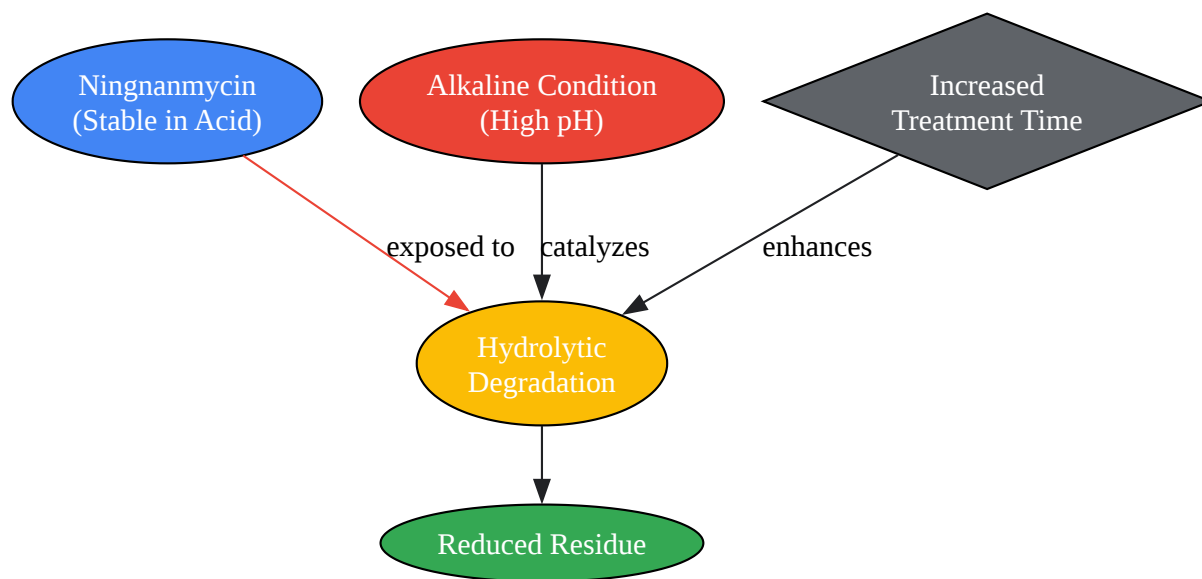 Ningnanmycin
(Stable in Acid)
Alkaline Condition
(High pH)
Increased
Treatment Time
exposed to
catalyzes
enhances
Hydrolytic
Degradation
Reduced Residue